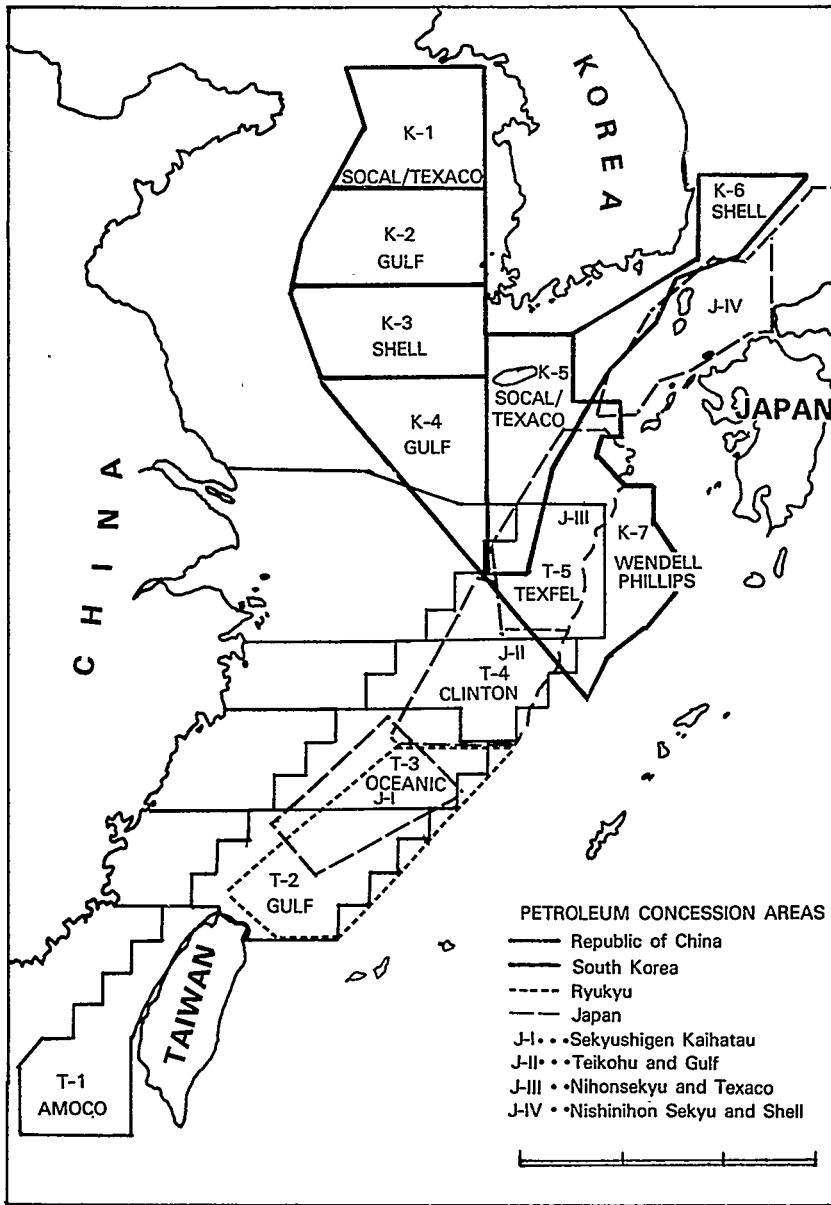 KOREA
K-1
SOCAL/TEXACO
K-2
GULF
K-3
SHELL
K-4
GULF
K-5
SOCAL/
TEXACO
K-6
SHELL
J-IV
JAPAN
CHINA
J-III
K-7
WENDELL
PHILLIPS
T-5
TEXFEL
J-II
T-4
CLINTON
T-3
OCEANIC
J-I
T-2
GULF
TAIWAN
T-1
AMOCO
PETROLEUM CONCESSION AREAS
Republic of China
South Korea
Ryukyu
Japan
J-I • • • Sekyushigen Kaihatau
J-II • • • Teikohu and Gulf
J-III • • • Nihonsekyu and Texaco
J-IV • • Nishinihon Sekyu and Shell